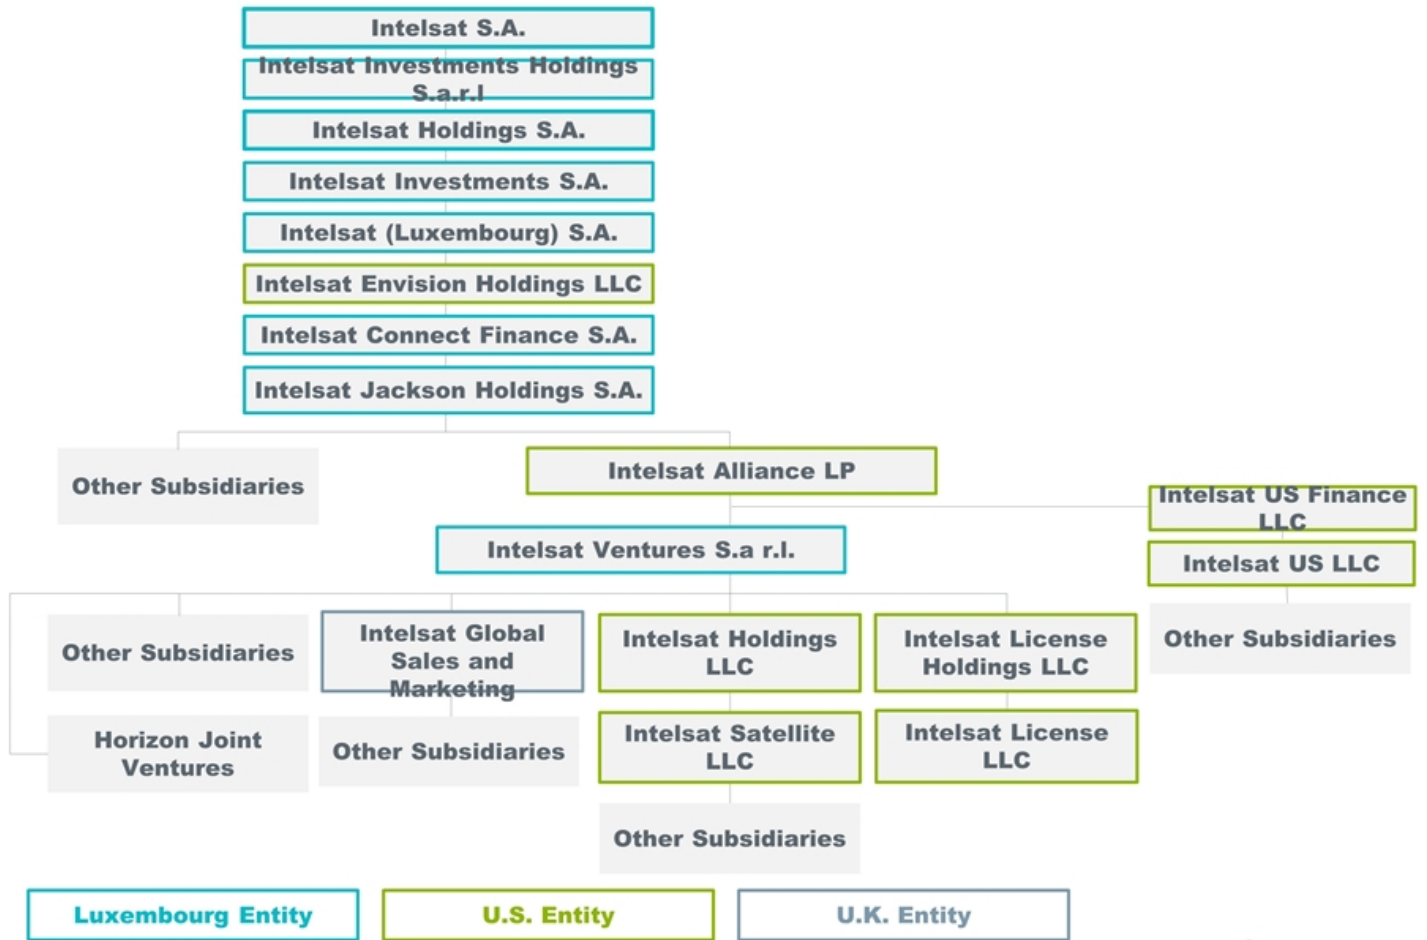 Intelsat S.A.
Intelsat Investments Holdings
S.a.r.l
Intelsat Holdings S.A.
Intelsat Investments S.A.
Intelsat (Luxembourg) S.A.
Intelsat Envision Holdings LLC
Intelsat Connect Finance S.A.
Intelsat Jackson Holdings S.A.
Other Subsidiaries
Intelsat Alliance LP
Intelsat US Finance
LLC
Intelsat Ventures S.a r.l.
Intelsat US LLC
Other Subsidiaries
Intelsat Global
Sales and
Marketing
Intelsat Holdings
LLC
Intelsat License
Holdings LLC
Other Subsidiaries
Horizon Joint
Ventures
Other Subsidiaries
Intelsat Satellite
LLC
Intelsat License
LLC
Other Subsidiaries
Luxembourg Entity
U.S. Entity
U.K. Entity